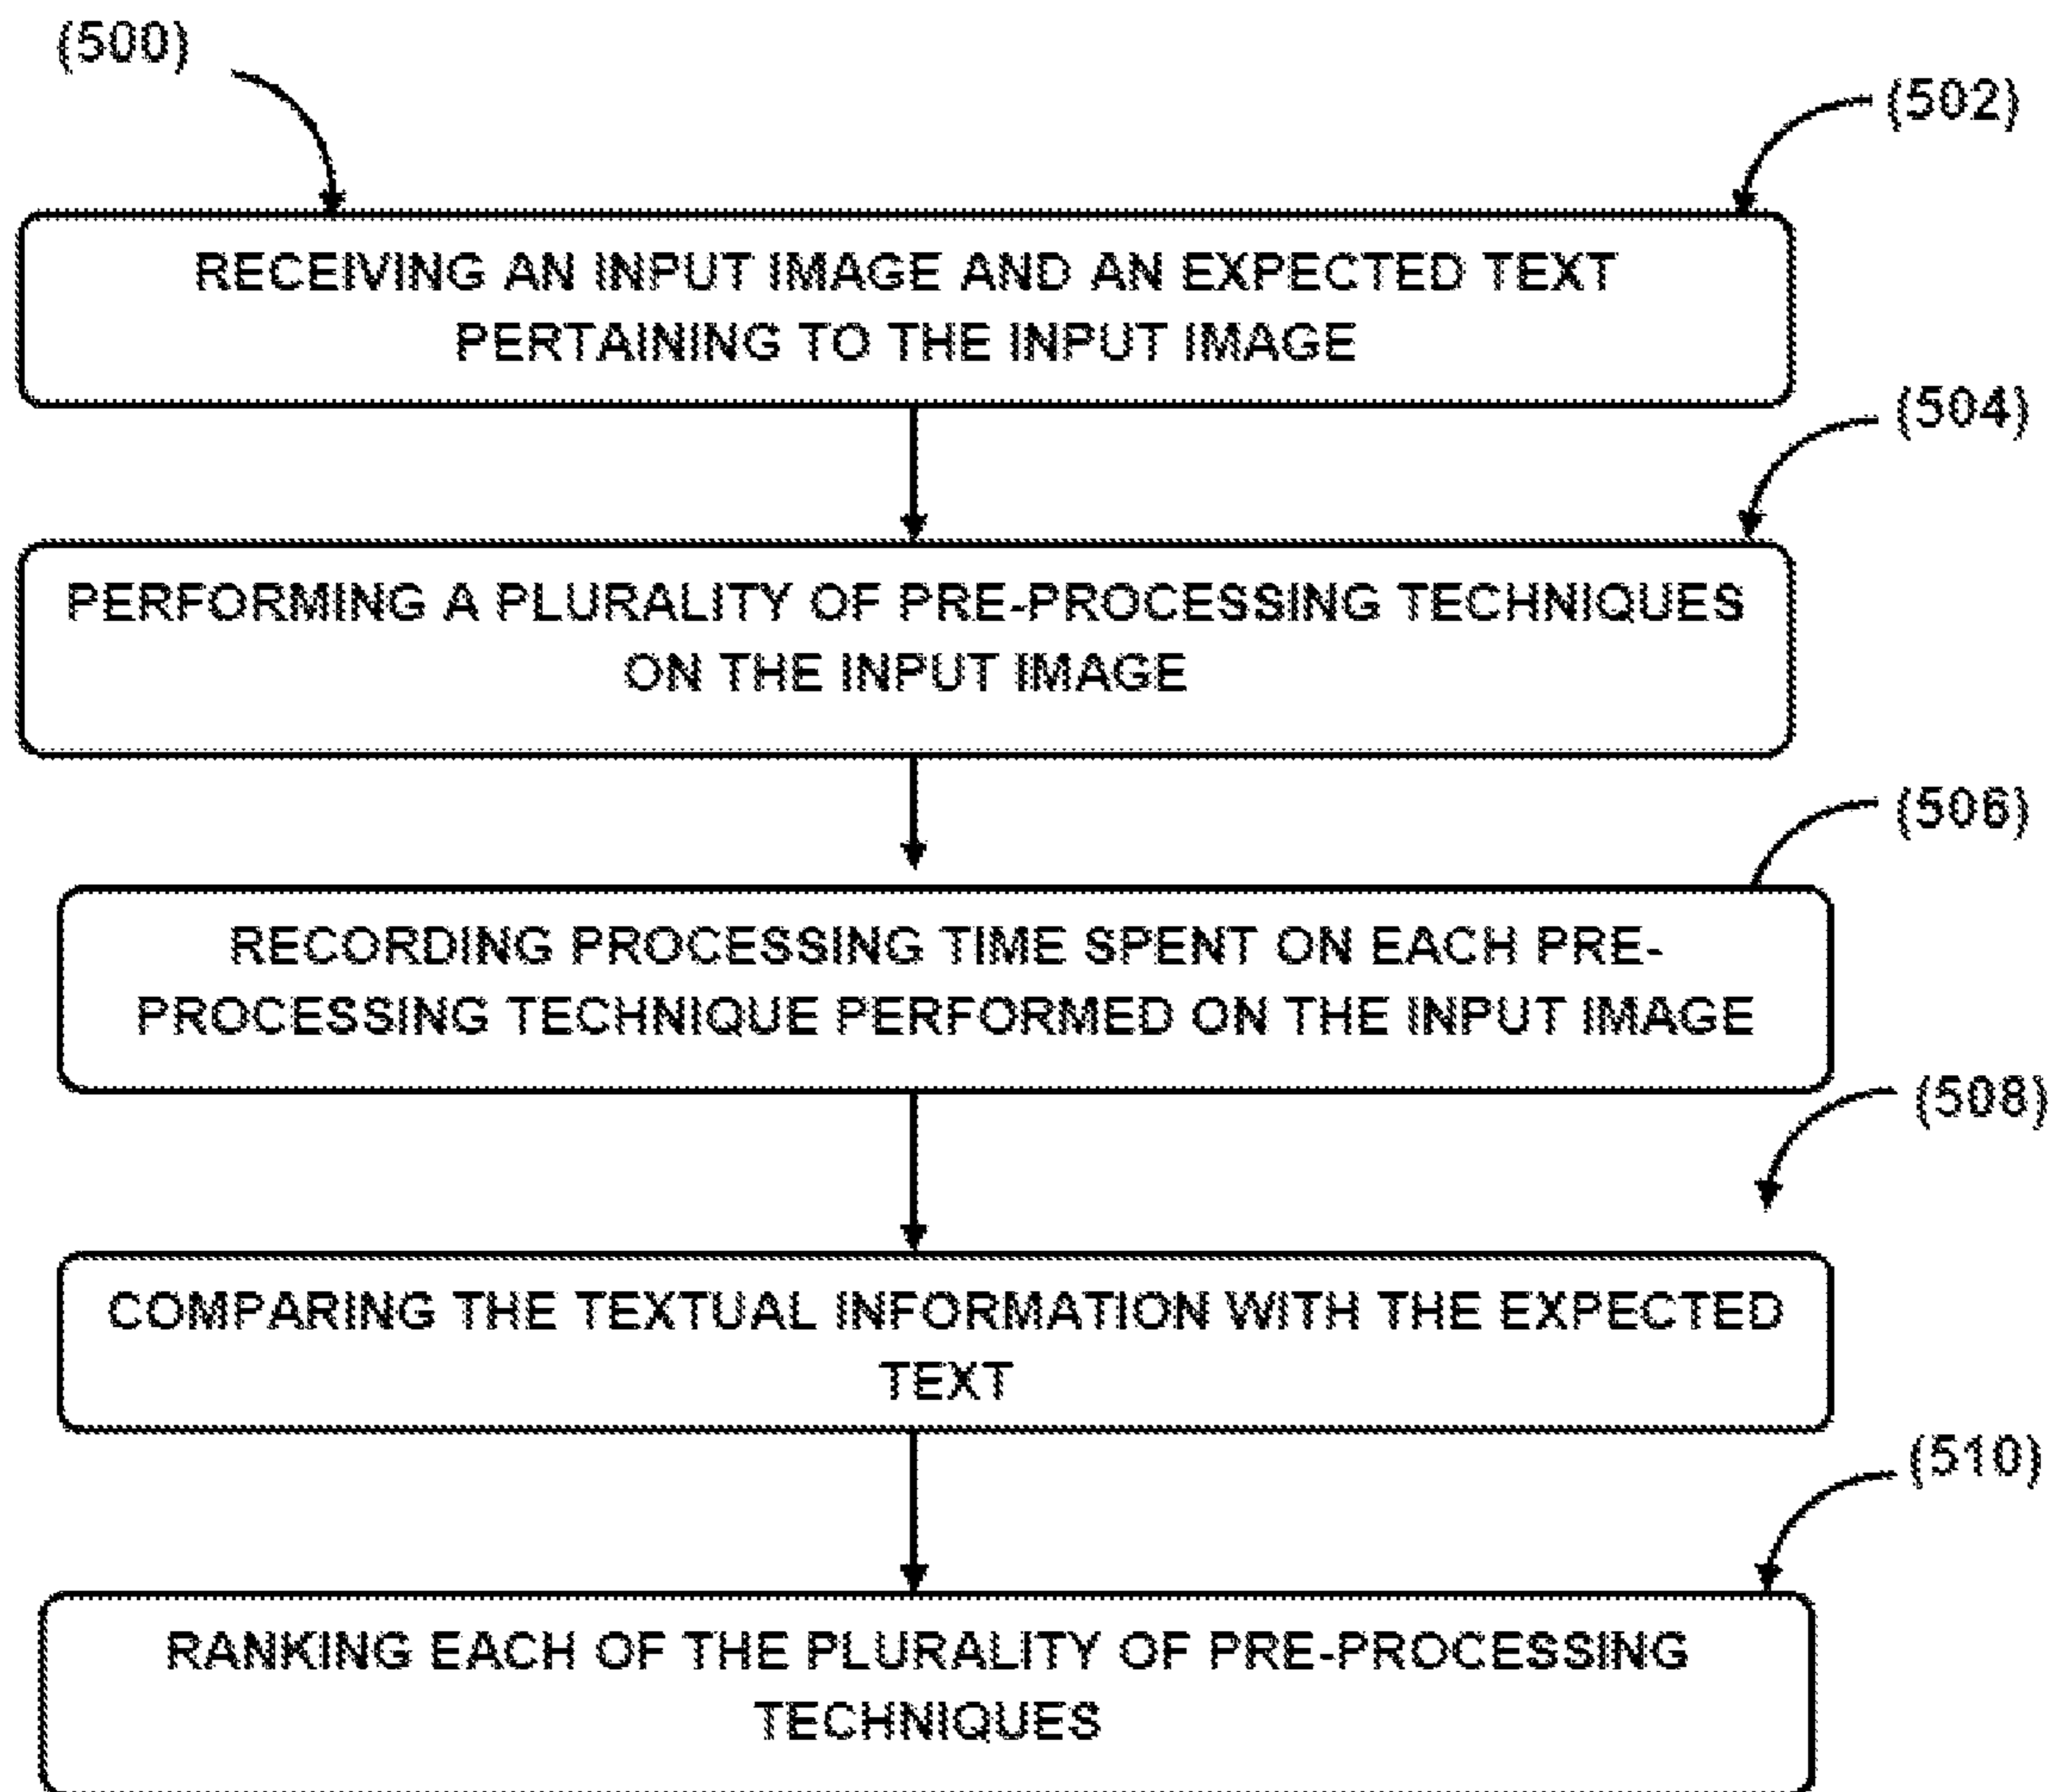 (500)
(502)
RECEIVING AN INPUT IMAGE AND AN EXPECTED TEXT
PERTAINING TO THE INPUT IMAGE
(504)
PERFORMING A PLURALITY OF PRE-PROCESSING TECHNIQUES
ON THE INPUT IMAGE
(506)
RECORDING PROCESSING TIME SPENT ON EACH PRE-
PROCESSING TECHNIQUE PERFORMED ON THE INPUT IMAGE
(508)
COMPARING THE TEXTUAL INFORMATION WITH THE EXPECTED
TEXT
(510)
RANKING EACH OF THE PLURALITY OF PRE-PROCESSING
TECHNIQUES